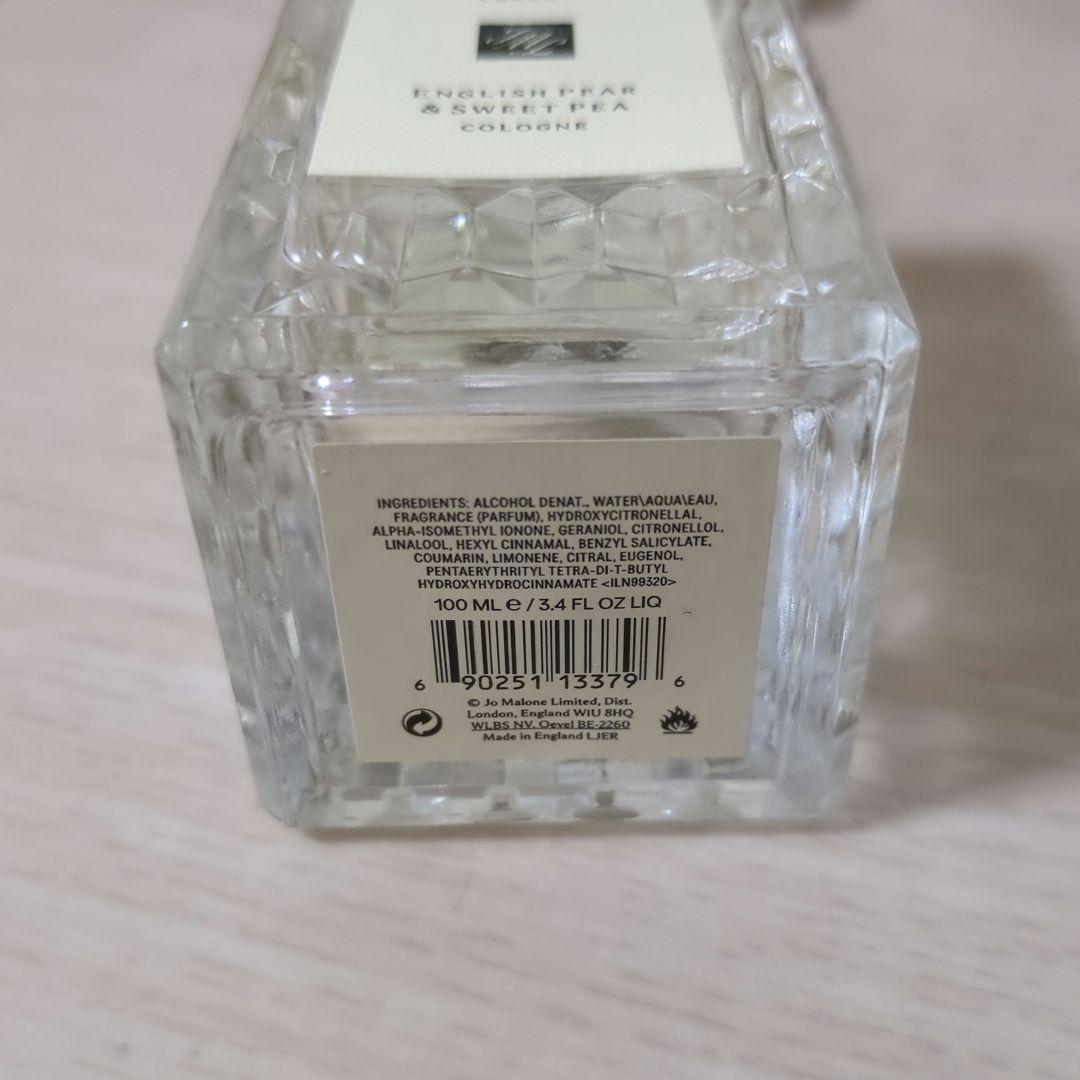 ENGLISH PEAR
& SWEET PEA
COLOGNE
INGREDIENTS: ALCOHOL DENAT., WATER\AQUA\EAU,
FRAGRANCE (PARFUM), HYDROXYCITRONELLAL,
ALPHA-ISOMETHYL IONONE, GERANIOL, CITRONELLOL,
LINALOOL, HEXYL CINNAMAL, BENZYL SALICYLATE,
COUMARIN, LIMONENE, CITRAL, EUGENOL,
PENTAERYTHRITYL TETRA-DI-T-BUTYL
HYDROXYHYDROCINNAMATE <ILN99320>
100 ML ℮ / 3.4 FL OZ LIQ
6 90251 13379 6
© Jo Malone Limited, Dist.
London, England W1U 8HQ
WLBS NV. Oevel BE-2260
Made in England LJER